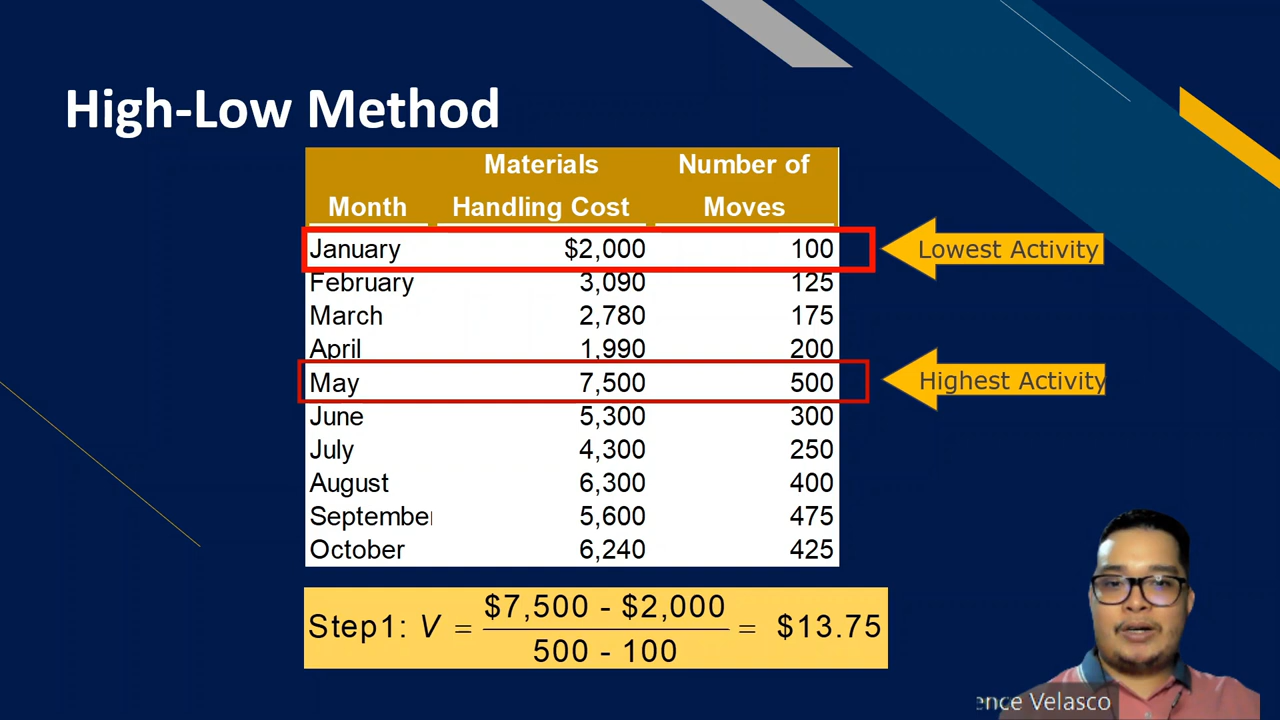 High-Low Method
Materials Number of
Month Handling Cost Moves
January $2,000 100
Lowest Activity
February 3,090 125
March 2,780 175
April 1,990 200
May 7,500 500
Highest Activity
June 5,300 300
July 4,300 250
August 6,300 400
September 5,600 475
October 6,240 425
$7,500 - $2,000
Step1: V = = $13.75
500 - 100
ence Velasco